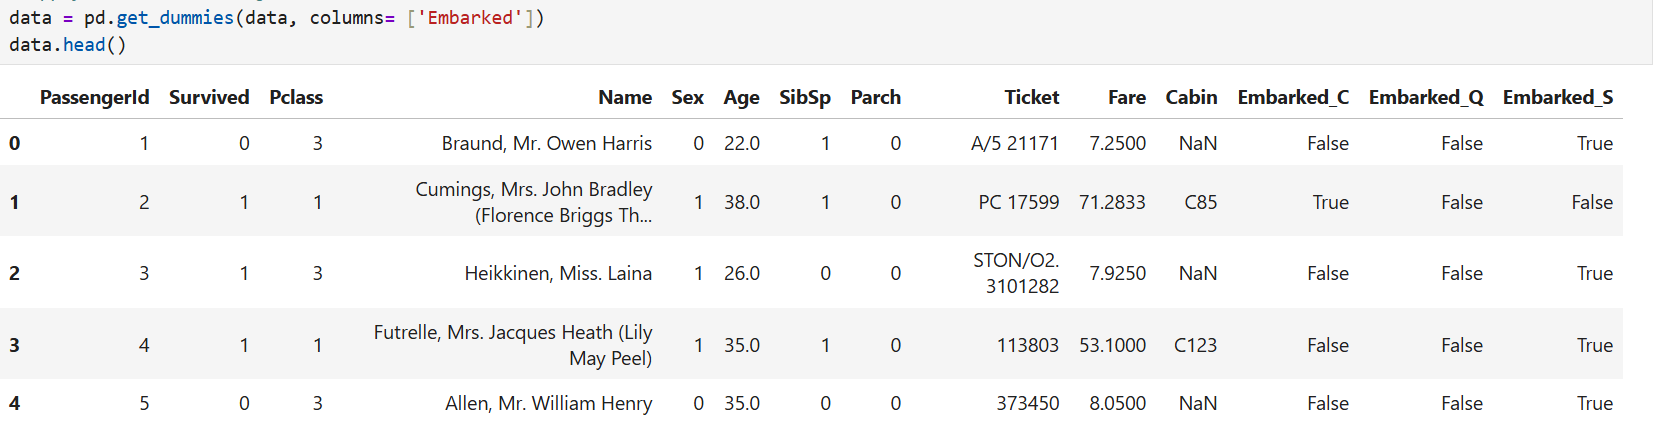 data = pd.get_dummies(data, columns= ['Embarked'])
data.head()
PassengerId Survived Pclass Name Sex Age SibSp Parch Ticket Fare Cabin Embarked_C Embarked_Q Embarked_S
0 1 0 3 Braund, Mr. Owen Harris 0 22.0 1 0 A/5 21171 7.2500 NaN False False True
Cumings, Mrs. John Bradley
1 2 1 1 (Florence Briggs Th... 1 38.0 1 0 PC 17599 71.2833 C85 True False False
2 3 1 3 Heikkinen, Miss. Laina 1 26.0 0 0 STON/O2. 7.9250 NaN False False True
3101282
Futrelle, Mrs. Jacques Heath (Lily
3 4 1 1 May Peel) 1 35.0 1 0 113803 53.1000 C123 False False True
4 5 0 3 Allen, Mr. William Henry 0 35.0 0 0 373450 8.0500 NaN False False True